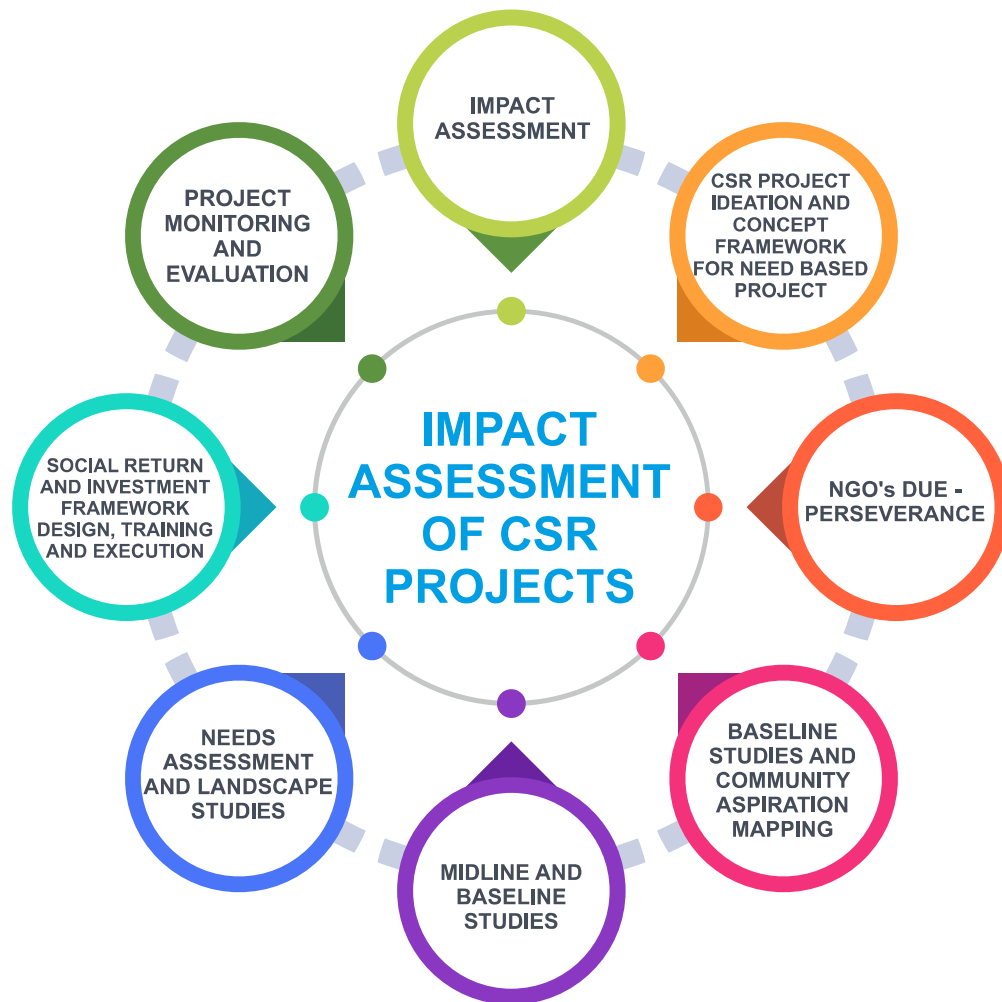 IMPACT
ASSESSMENT
CSR PROJECT
IDEATION AND
CONCEPT
FRAMEWORK
FOR NEED BASED
PROJECT
NGO's DUE -
PERSEVERANCE
BASELINE
STUDIES AND
COMMUNITY
ASPIRATION
MAPPING
MIDLINE AND
BASELINE
STUDIES
NEEDS
ASSESSMENT
AND LANDSCAPE
STUDIES
SOCIAL RETURN
AND INVESTMENT
FRAMEWORK
DESIGN, TRAINING
AND EXECUTION
PROJECT
MONITORING
AND
EVALUATION
IMPACT
ASSESSMENT
OF CSR
PROJECTS